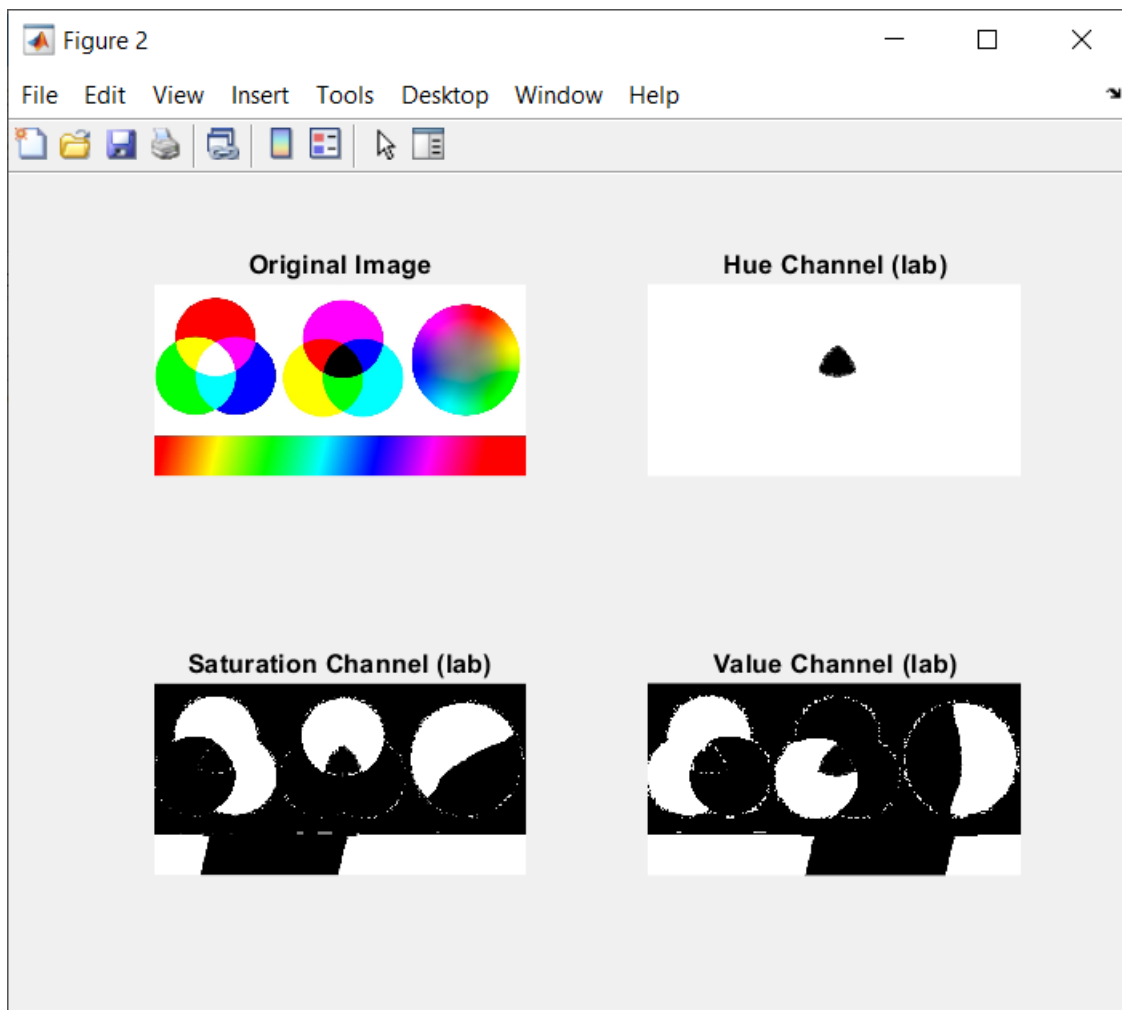 Figure 2
File Edit View Insert Tools Desktop Window Help
Original Image
Hue Channel (lab)
Saturation Channel (lab)
Value Channel (lab)